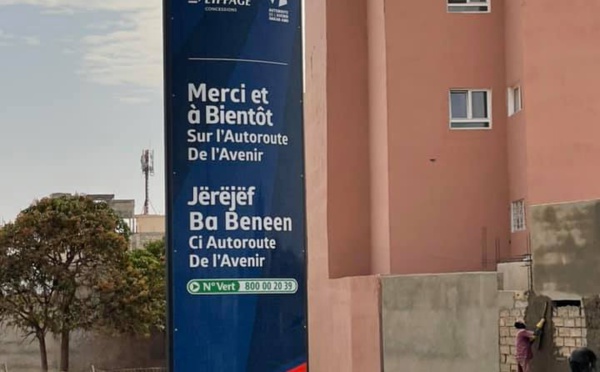 EIFFAGE
CONCESSIONS
Merci et
à Bientôt
Sur l'Autoroute
De l'Avenir
Jërëjëf
Ba Beneen
Ci Autoroute
De l'Avenir
N° Vert 800 00 20 39